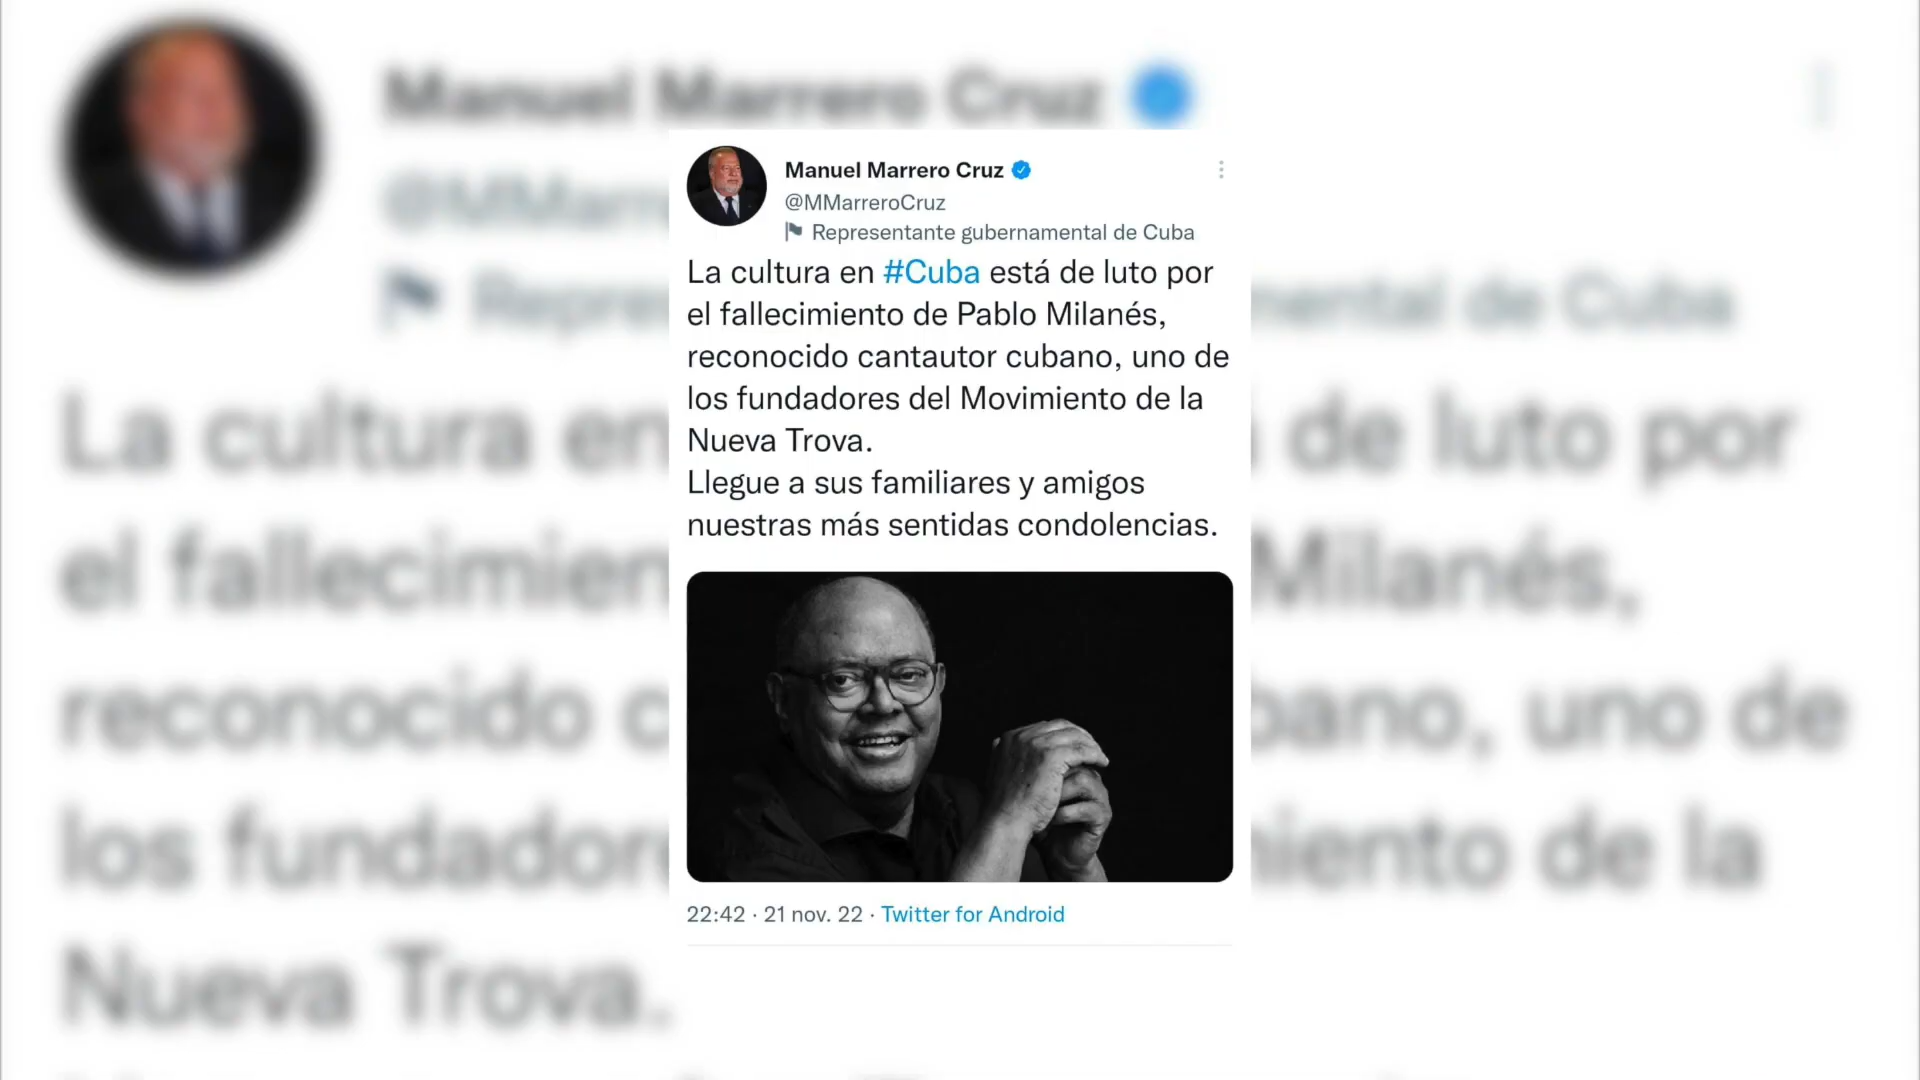 Manuel Marrero Cruz
@MMarreroCruz
Representante gubernamental de Cuba
La cultura en #Cuba está de luto por
el fallecimiento de Pablo Milanés,
reconocido cantautor cubano, uno de
los fundadores del Movimiento de la
Nueva Trova.
Llegue a sus familiares y amigos
nuestras más sentidas condolencias.
22:42 · 21 nov. 22 · Twitter for Android